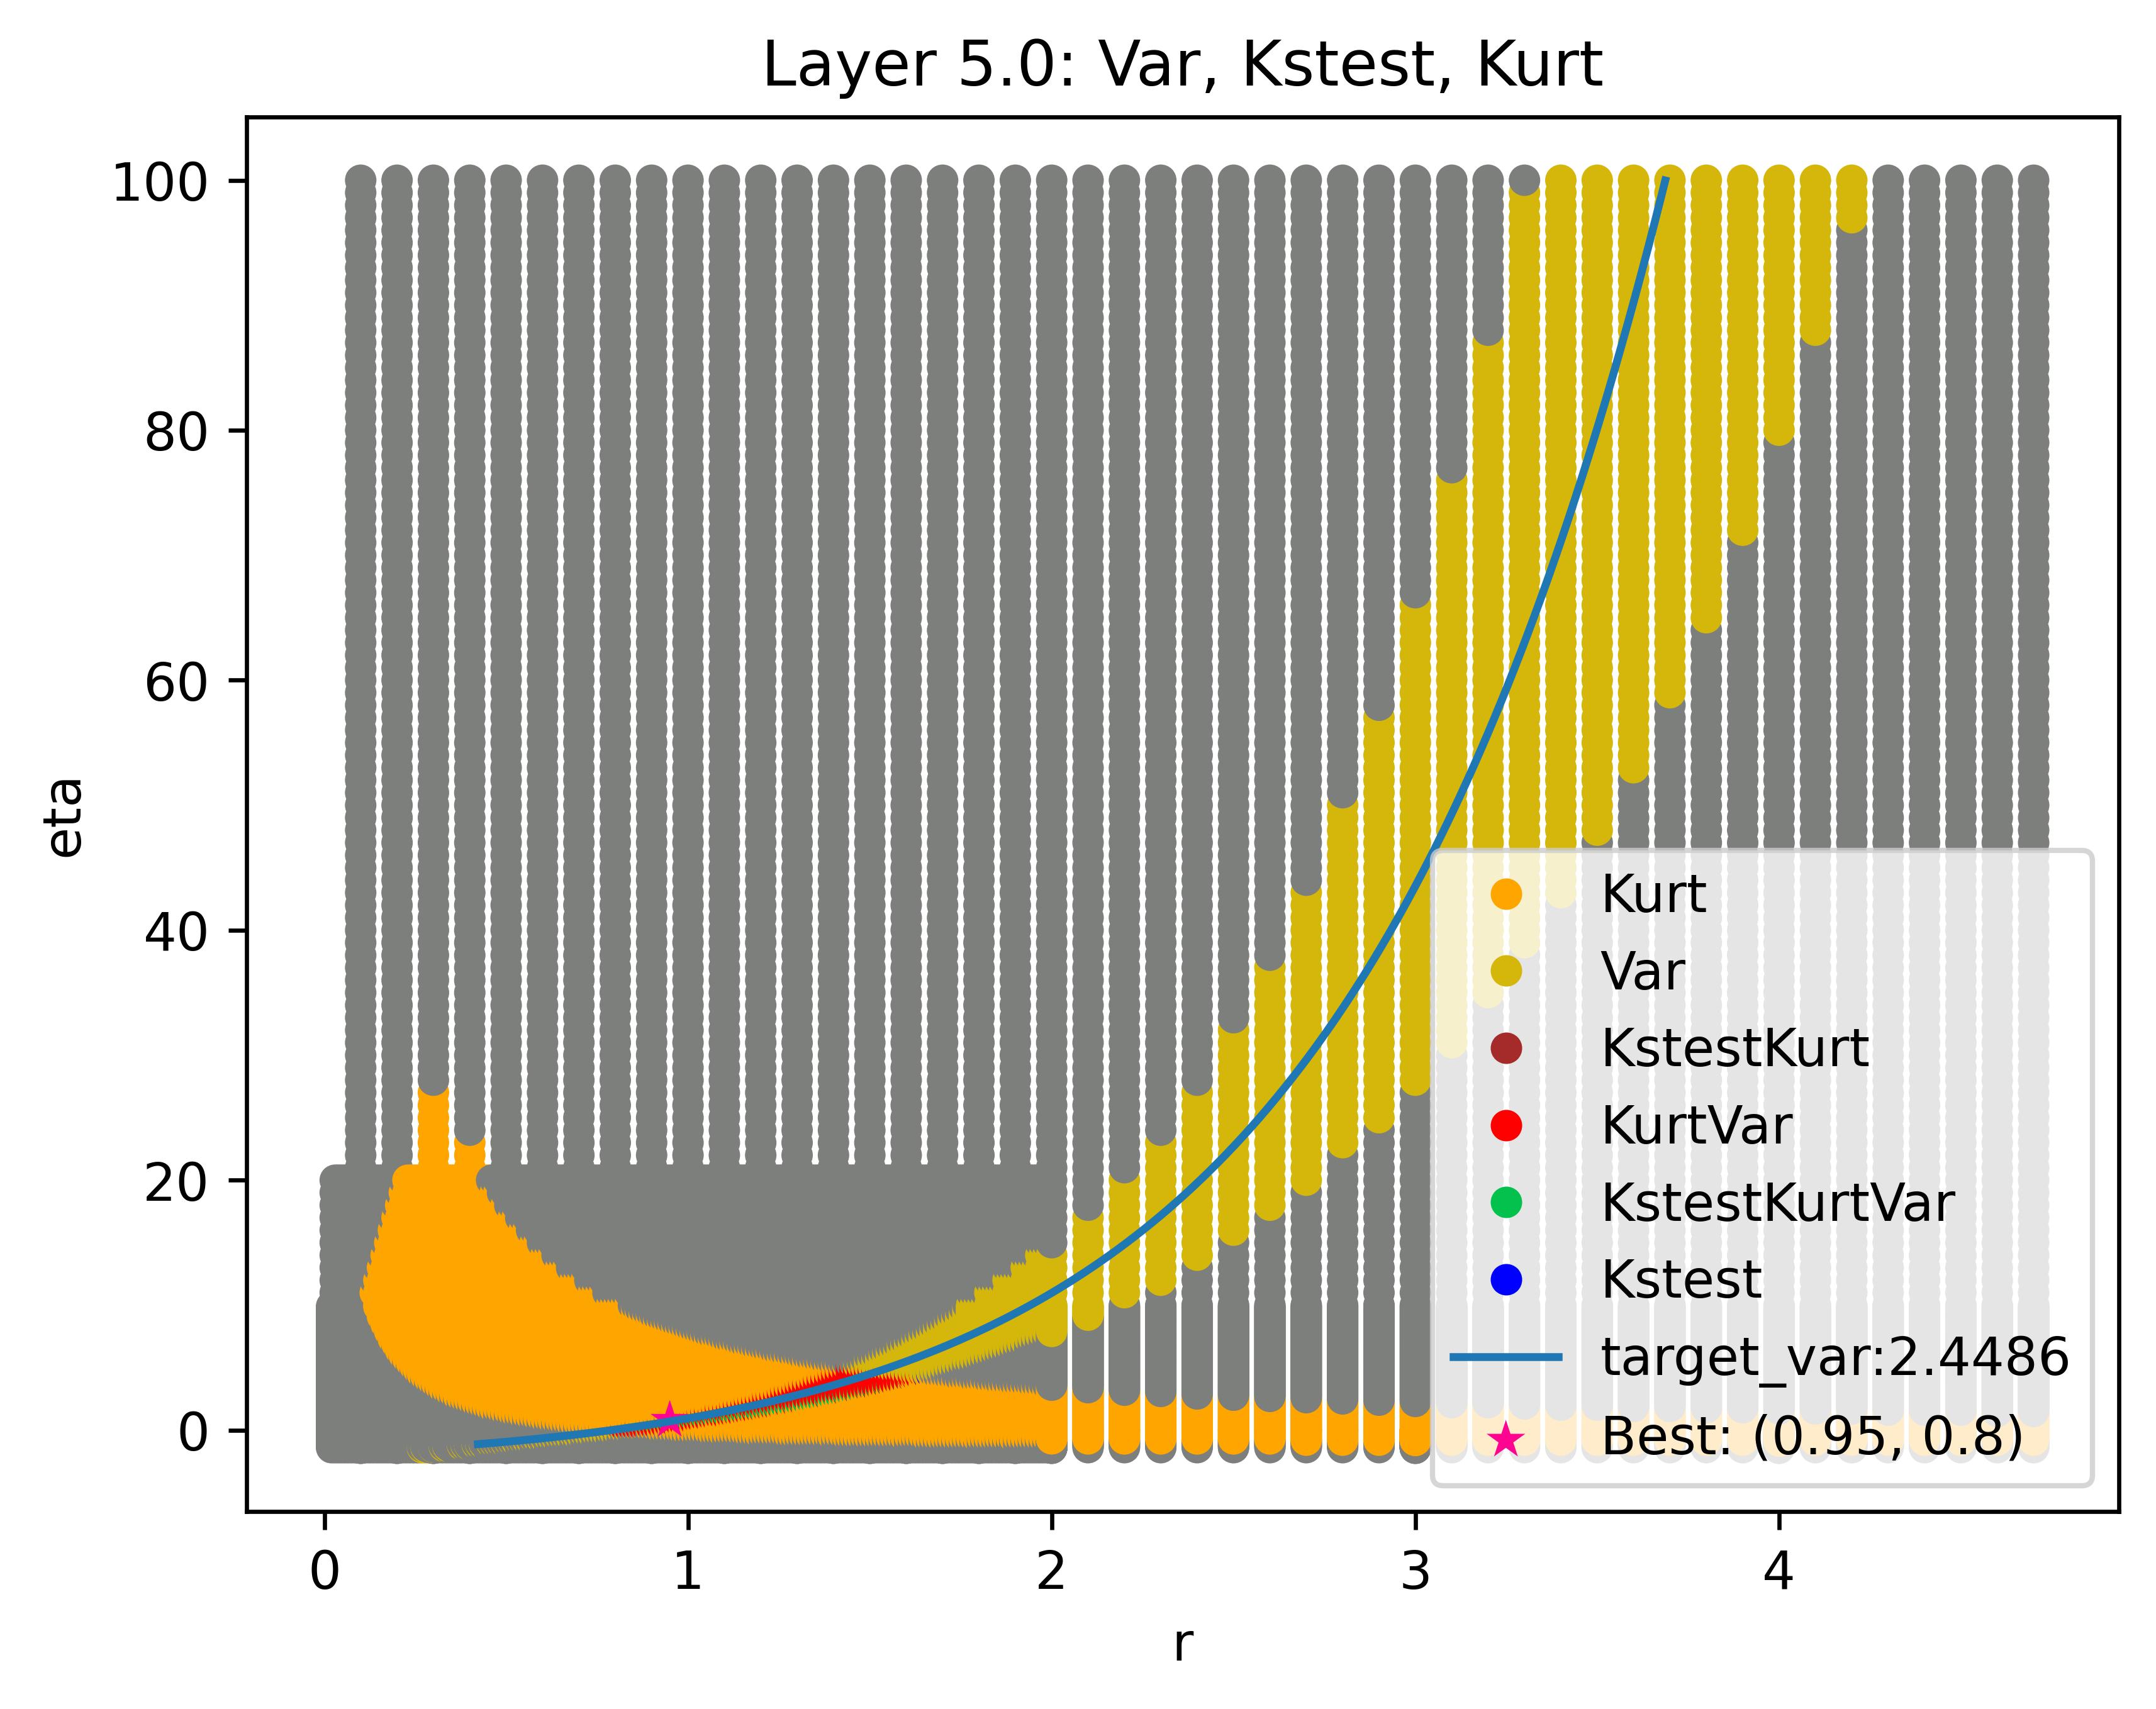 Layer 5.0: Var, Kstest, Kurt
100
80
60
40
20
0
eta
0 1 2 3 4
r
Kurt
Var
KstestKurt
KurtVar
KstestKurtVar
Kstest
target_var:2.4486
Best: (0.95, 0.8)